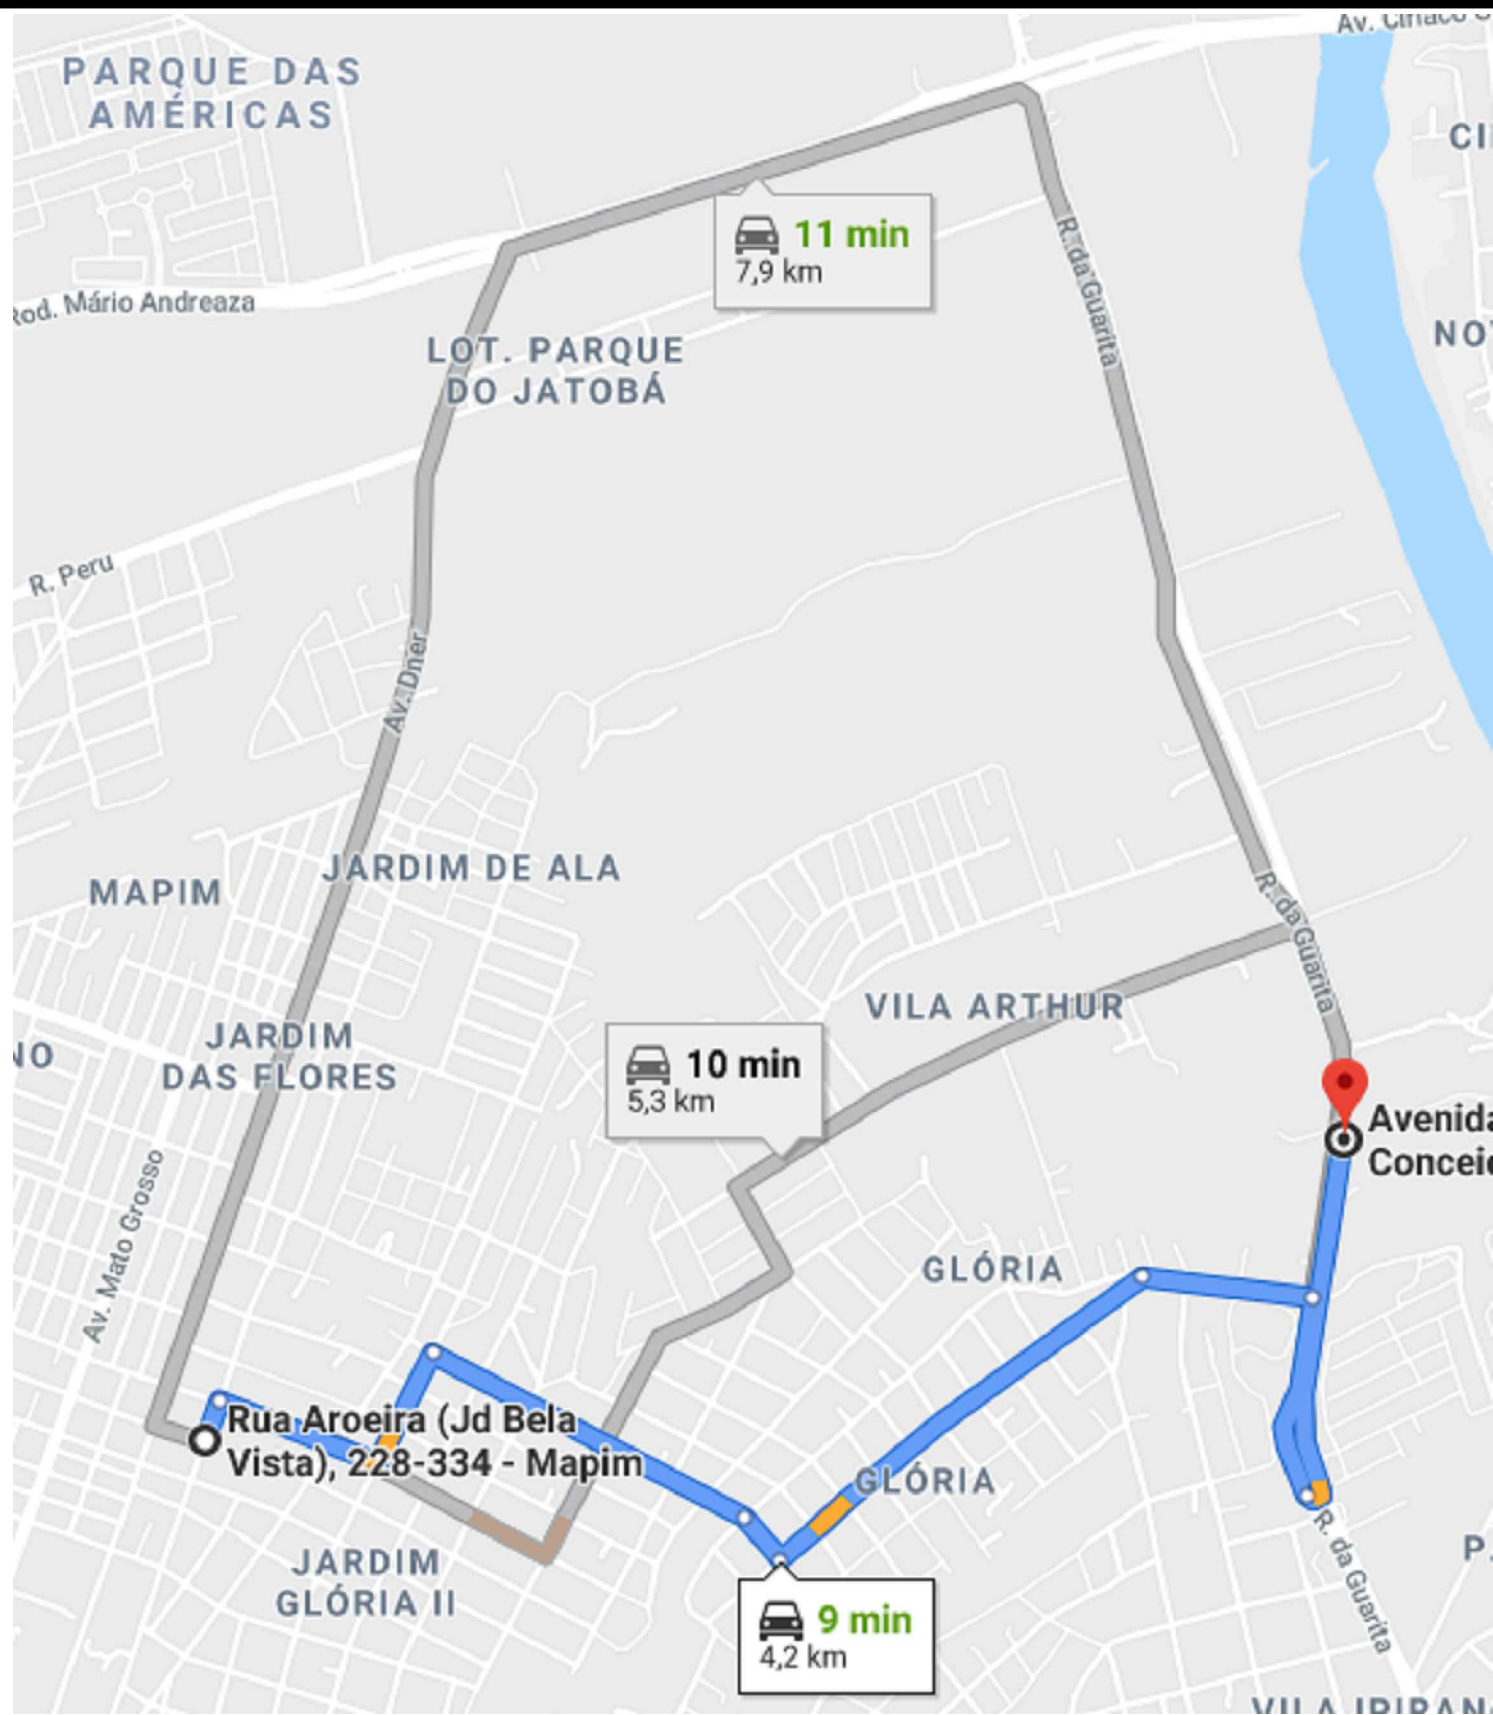 Av. Ciríaco
PARQUE DAS
AMÉRICAS
11 min
7,9 km
R. da Guarita
Rod. Mário Andreaza
LOT. PARQUE
DO JATOBÁ
R. Peru
Av. Dner
JARDIM DE ALA
MAPIM
R. da Guarita
VILA ARTHUR
JARDIM
DAS FLORES
10 min
5,3 km
Avenida
Av. Mato Grosso
GLÓRIA
Rua Aroeira (Jd Bela
Vista), 228-334 - Mapim
GLÓRIA
JARDIM
GLÓRIA II
R. da Guarita
9 min
4,2 km